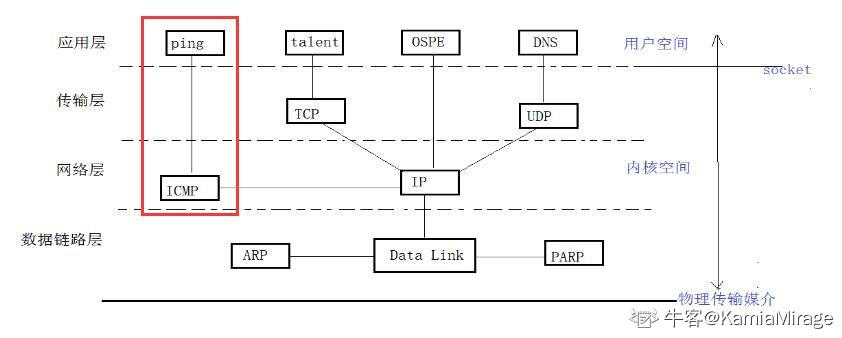 应用层 ping talent OSPE DNS 用户空间
socket
传输层 TCP UDP
网络层 ICMP IP 内核空间
数据链路层 ARP Data Link PARP
物理传输媒介
牛客@KamiaMirage